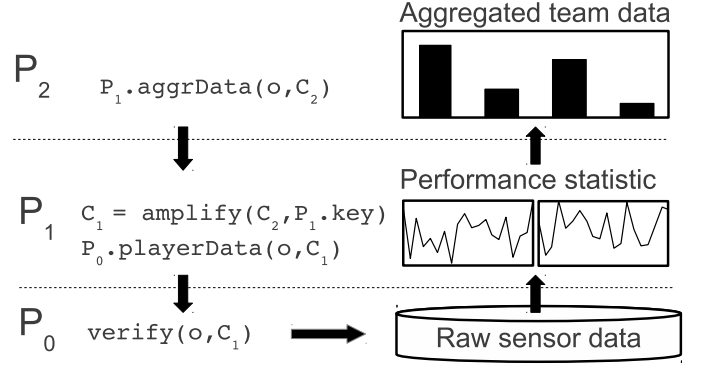 Aggregated team data
P₂ P₁.aggrData(o,C₂)
Performance statistic
P₁ C₁ = amplify(C₂,P₁.key)
P₀.playerData(o,C₁)
P₀ verify(o,C₁) Raw sensor data